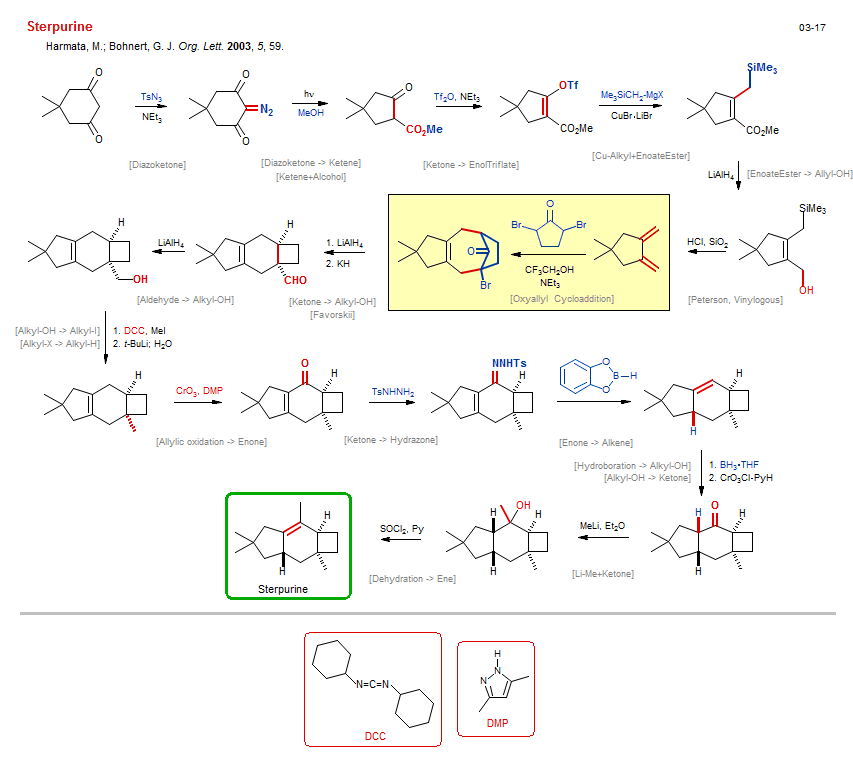 Sterpurine
03-17
Harmata, M.; Bohnert, G. J. Org. Lett. 2003, 5, 59.
O
O
TsN3
NEt3
O
N2
O
[Diazoketone]
hν
MeOH
[Diazoketone -> Ketene]
[Ketene+Alcohol]
O
CO2Me
Tf2O, NEt3
[Ketone -> EnolTriflate]
OTf
CO2Me
Me3SiCH2-MgX
CuBr·LiBr
[Cu-Alkyl+EnoateEster]
SiMe3
CO2Me
LiAlH4
[EnoateEster -> Allyl-OH]
SiMe3
OH
HCl, SiO2
[Peterson, Vinylogous]
O
Br
Br
CF3CH2OH
NEt3
[Oxyallyl Cycloaddition]
O
Br
1. LiAlH4
2. KH
[Ketone -> Alkyl-OH]
[Favorskii]
H
CHO
LiAlH4
[Aldehyde -> Alkyl-OH]
H
OH
[Alkyl-OH -> Alkyl-I]
[Alkyl-X -> Alkyl-H]
1. DCC, MeI
2. t-BuLi; H2O
H
CrO3, DMP
[Allylic oxidation -> Enone]
O
H
TsNHNH2
[Ketone -> Hydrazone]
NNHTs
H
O
B-H
O
[Enone -> Alkene]
H
H
[Hydroboration -> Alkyl-OH]
[Alkyl-OH -> Ketone]
1. BH3·THF
2. CrO3Cl-PyH
H
O
H
H
MeLi, Et2O
[Li-Me+Ketone]
H
OH
H
H
SOCl2, Py
[Dehydration -> Ene]
H
H
Sterpurine
N=C=N
DCC
H
N
N
DMP